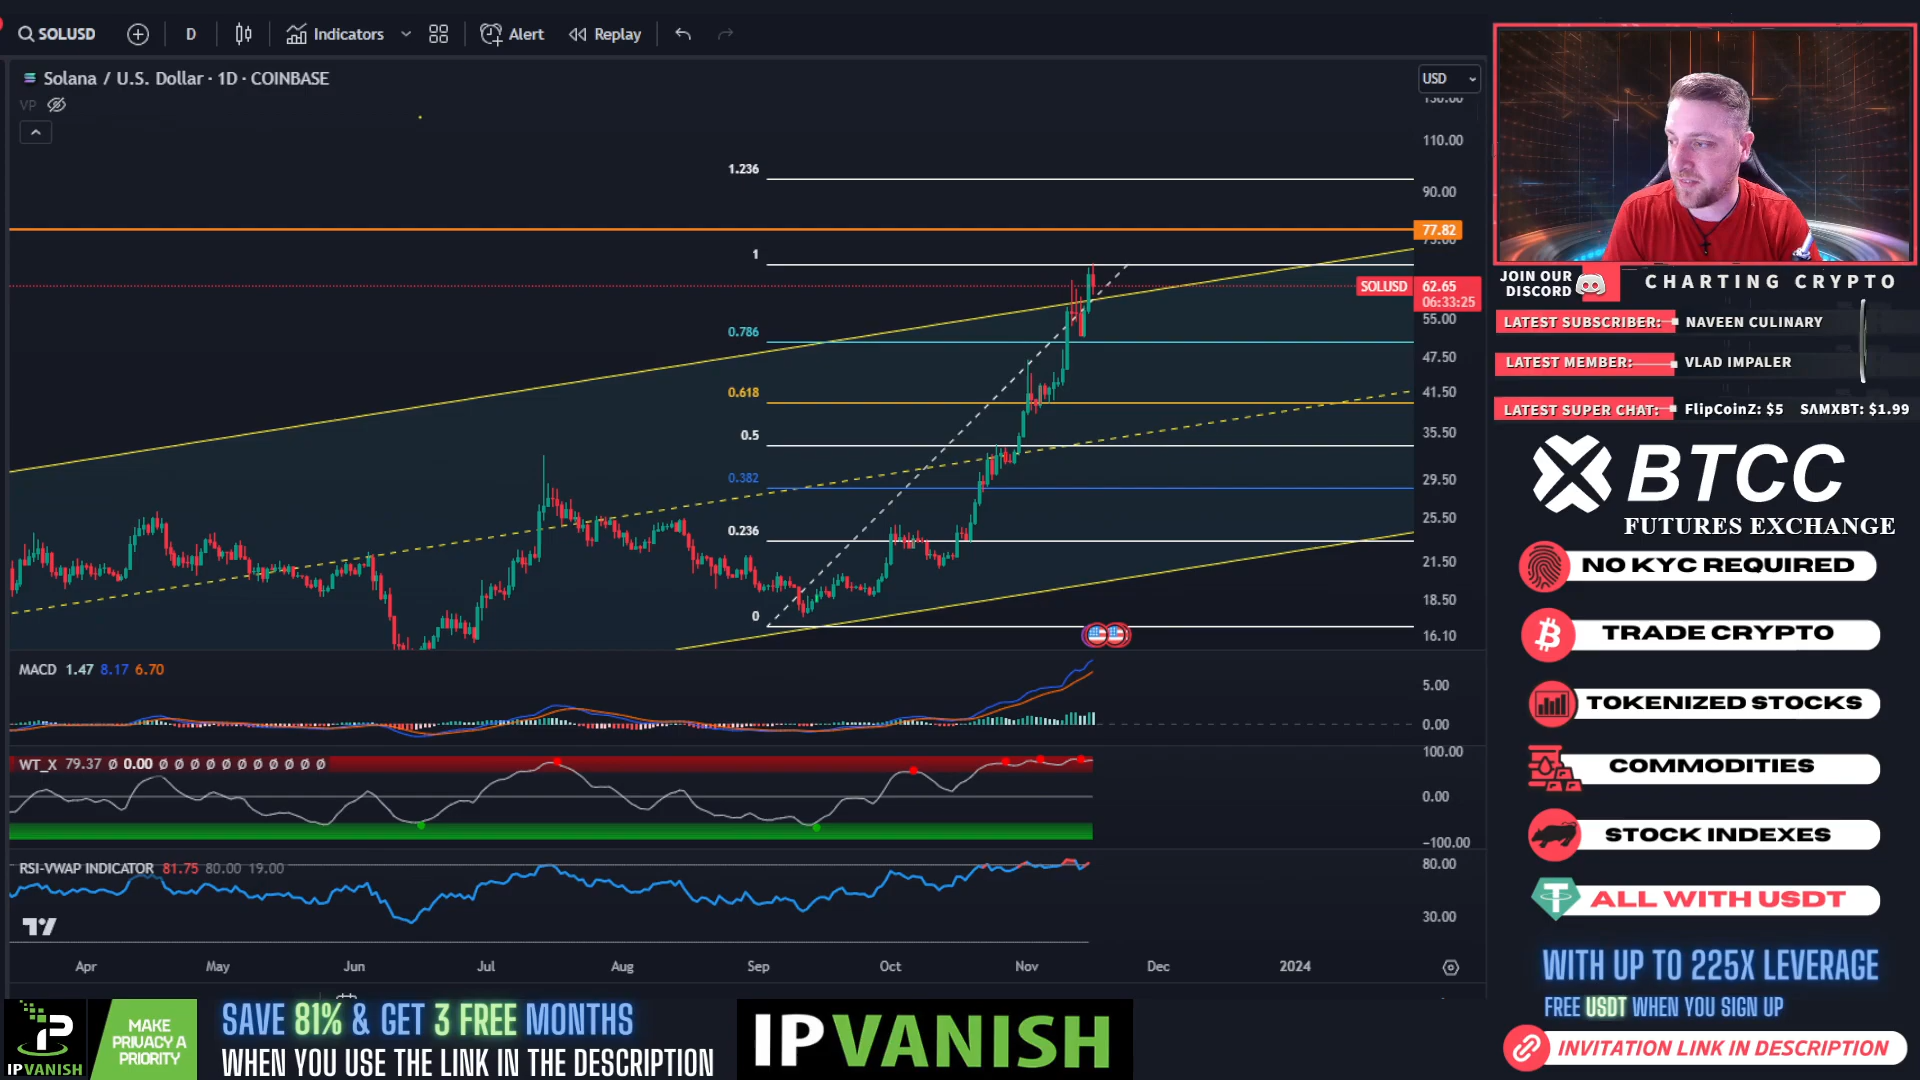 SOLUSD
D
Indicators
Alert
Replay
Solana / U.S. Dollar · 1D · COINBASE
VP
USD
130.00
110.00
1.236
90.00
77.82
75.00
1
SOLUSD 62.65
06:33:25
55.00
0.786
47.50
0.618
41.50
0.5
35.50
0.382
29.50
25.50
0.236
21.50
18.50
0
16.10
MACD 1.47 8.17 6.70
5.00
0.00
100.00
WT_X 79.37 Ø 0.00 Ø Ø Ø Ø Ø Ø Ø Ø Ø Ø Ø
0.00
−100.00
RSI-VWAP INDICATOR 81.75 80.00 19.00
80.00
30.00
Apr May Jun Jul Aug Sep Oct Nov Dec 2024
JOIN OUR
DISCORD
CHARTING CRYPTO
LATEST SUBSCRIBER: NAVEEN CULINARY
LATEST MEMBER: VLAD IMPALER
LATEST SUPER CHAT: FlipCoinZ: $5 SΛMXBT: $1.99
BTCC
FUTURES EXCHANGE
NO KYC REQUIRED
TRADE CRYPTO
TOKENIZED STOCKS
COMMODITIES
STOCK INDEXES
ALL WITH USDT
WITH UP TO 225X LEVERAGE
FREE USDT WHEN YOU SIGN UP
INVITATION LINK IN DESCRIPTION
IPVANISH
MAKE
PRIVACY A
PRIORITY
SAVE 81% & GET 3 FREE MONTHS
WHEN YOU USE THE LINK IN THE DESCRIPTION
IPVANISH